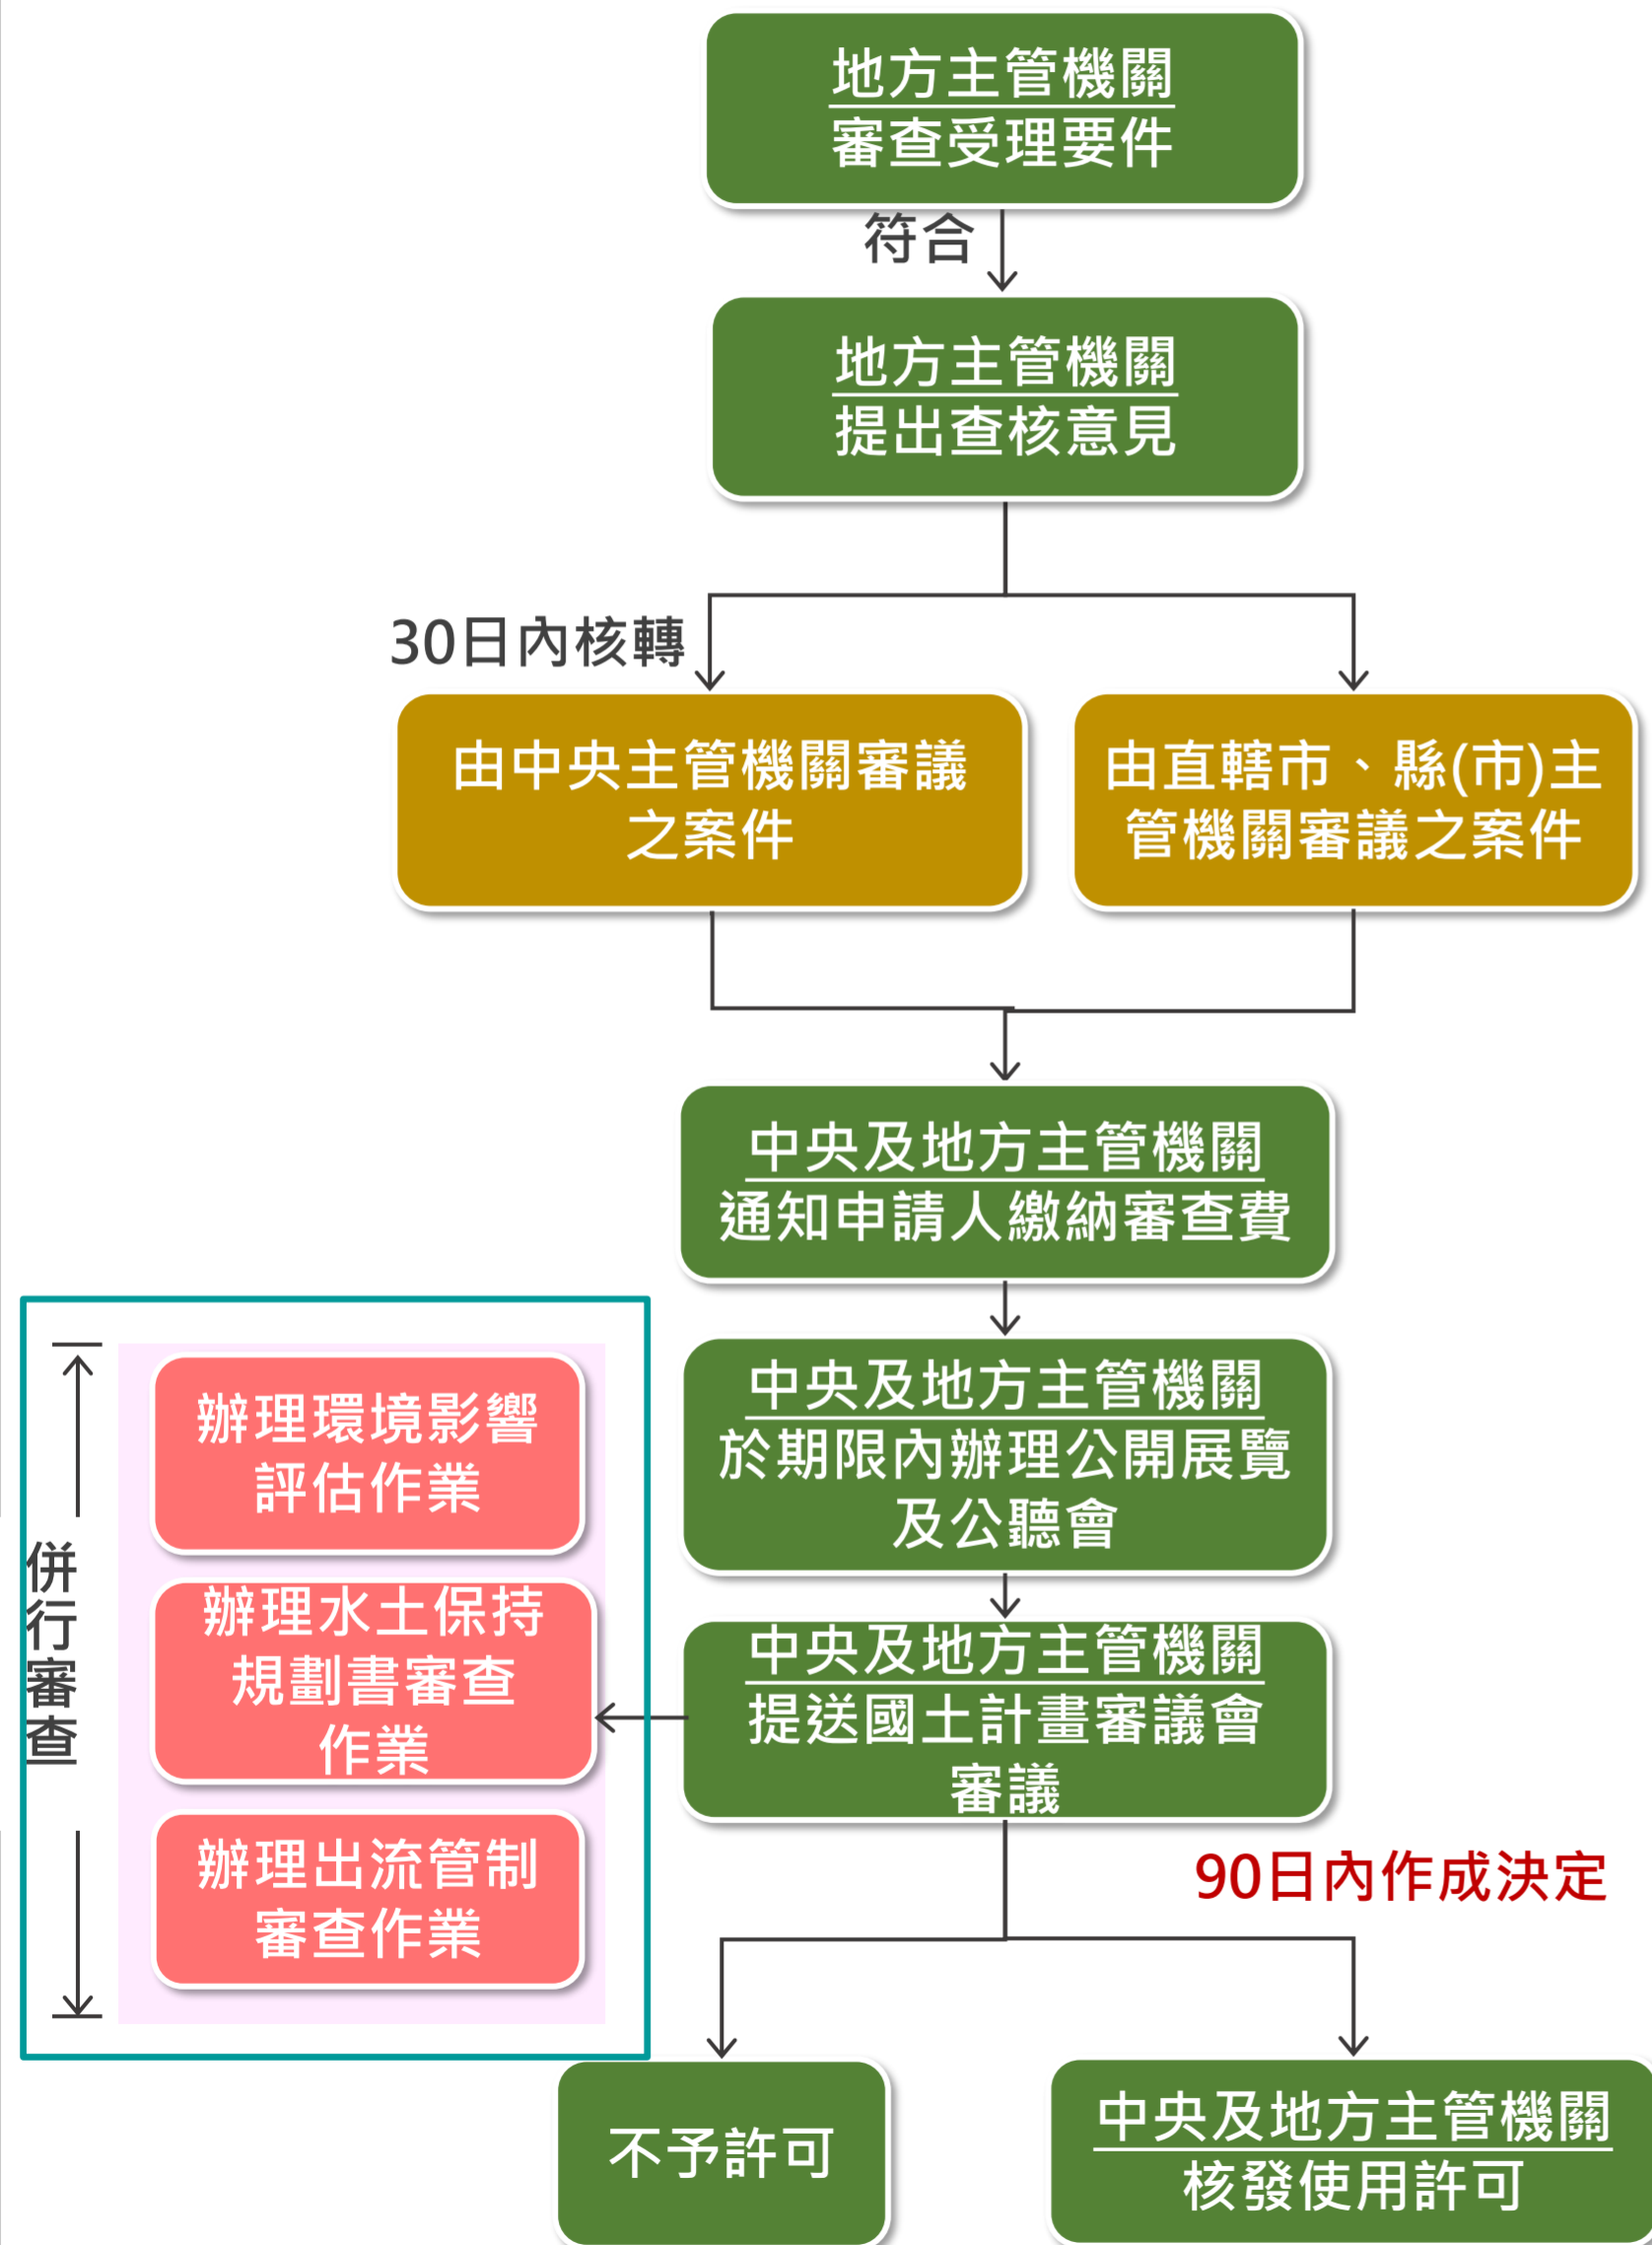 地方主管機關
審查受理要件
符合
地方主管機關
提出查核意見
30日內核轉
由中央主管機關審議
之案件
由直轄市、縣(市)主
管機關審議之案件
中央及地方主管機關
通知申請人繳納審查費
中央及地方主管機關
於期限內辦理公開展覽
及公聽會
中央及地方主管機關
提送國土計畫審議會
審議
併行審查
辦理環境影響
評估作業
辦理水土保持
規劃書審查
作業
辦理出流管制
審查作業
90日內作成決定
不予許可
中央及地方主管機關
核發使用許可